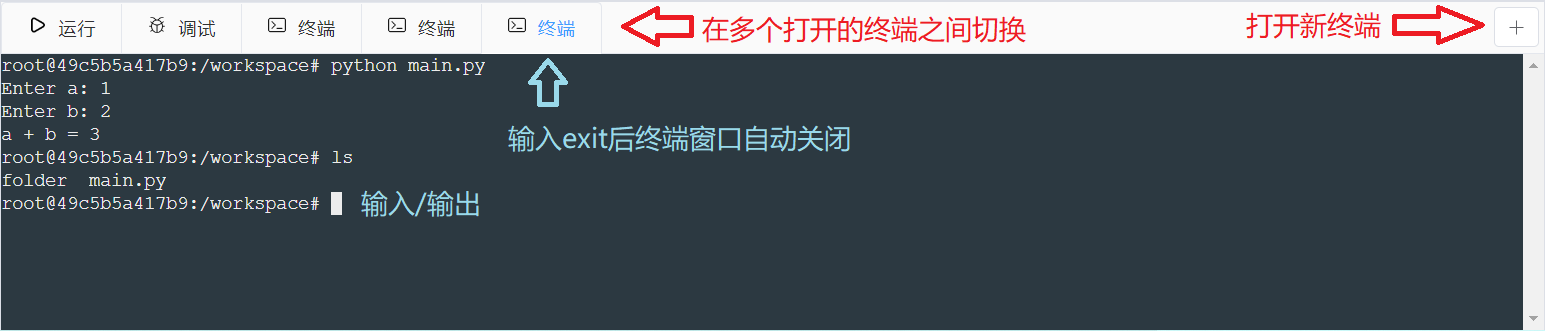 运行 调试 终端 终端 终端 在多个打开的终端之间切换 打开新终端
root@49c5b5a417b9:/workspace# python main.py
Enter a: 1
Enter b: 2
a + b = 3
输入exit后终端窗口自动关闭
root@49c5b5a417b9:/workspace# ls
folder  main.py
root@49c5b5a417b9:/workspace# 输入/输出